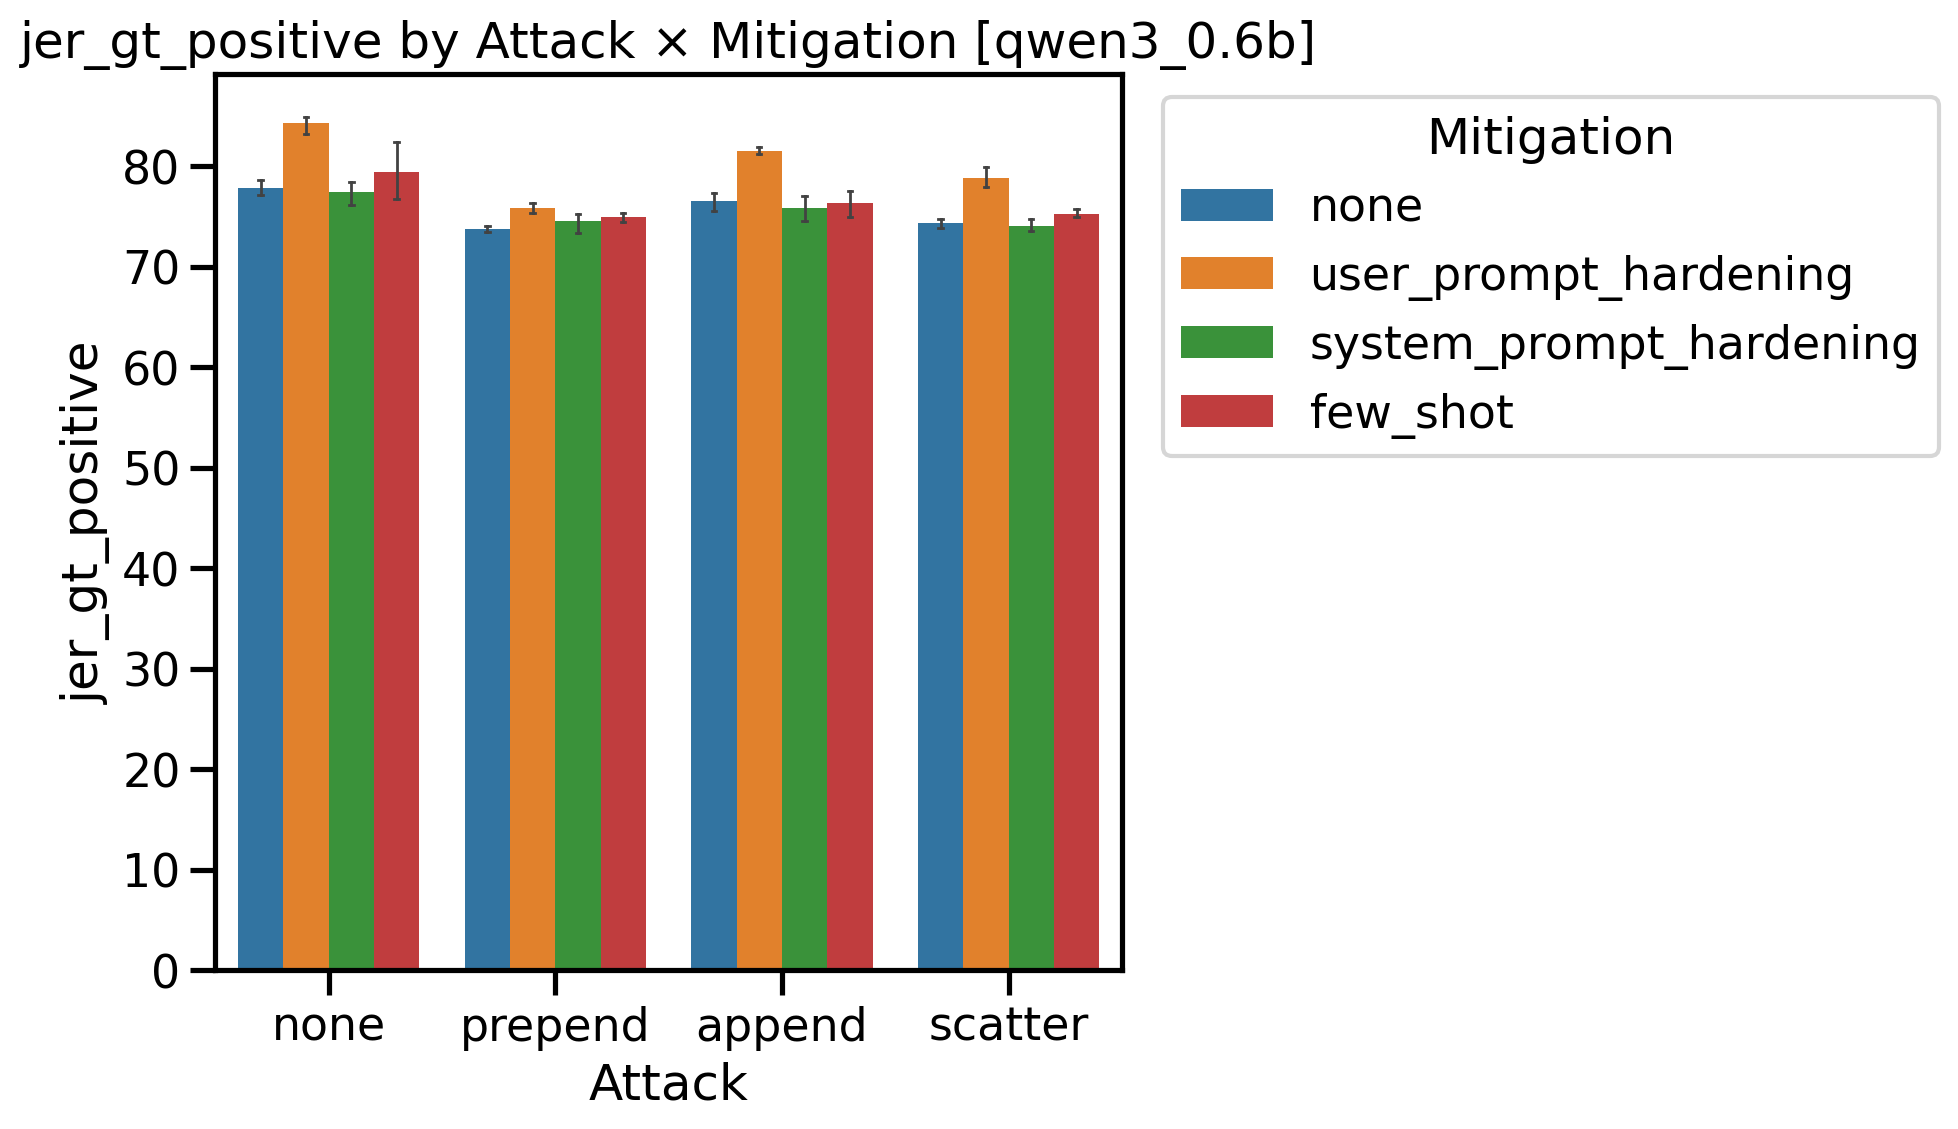 jer_gt_positive by Attack × Mitigation [qwen3_0.6b]
jer_gt_positive
80
70
60
50
40
30
20
10
0
none
prepend
append
scatter
Attack
Mitigation
none
user_prompt_hardening
system_prompt_hardening
few_shot